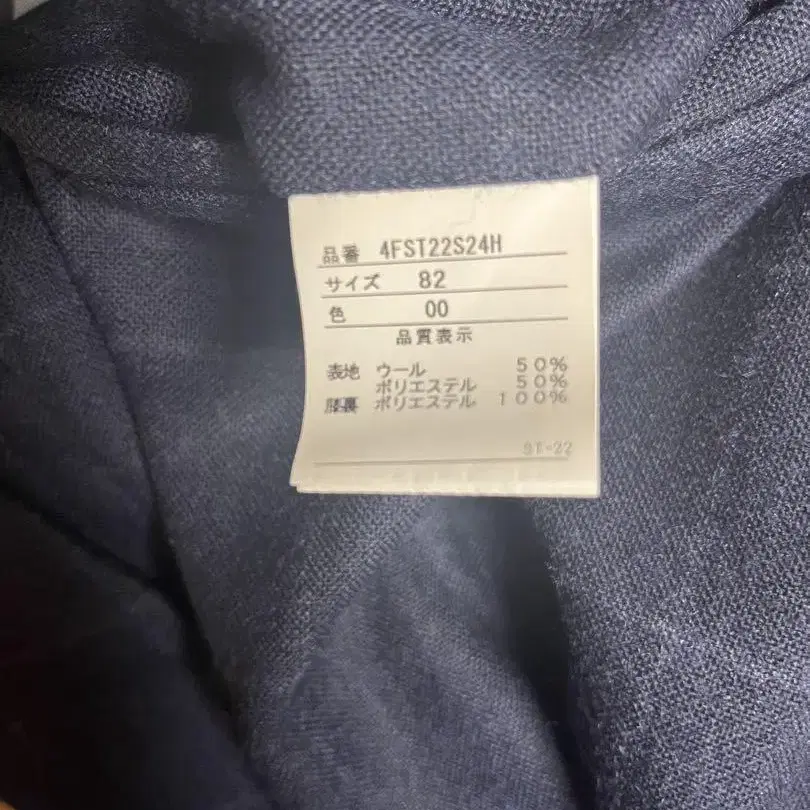 品番 4FST22S24H
サイズ 82
色 00
品質表示
表地 ウール 50%
ポリエステル 50%
膝裏 ポリエステル 100%
ST-22